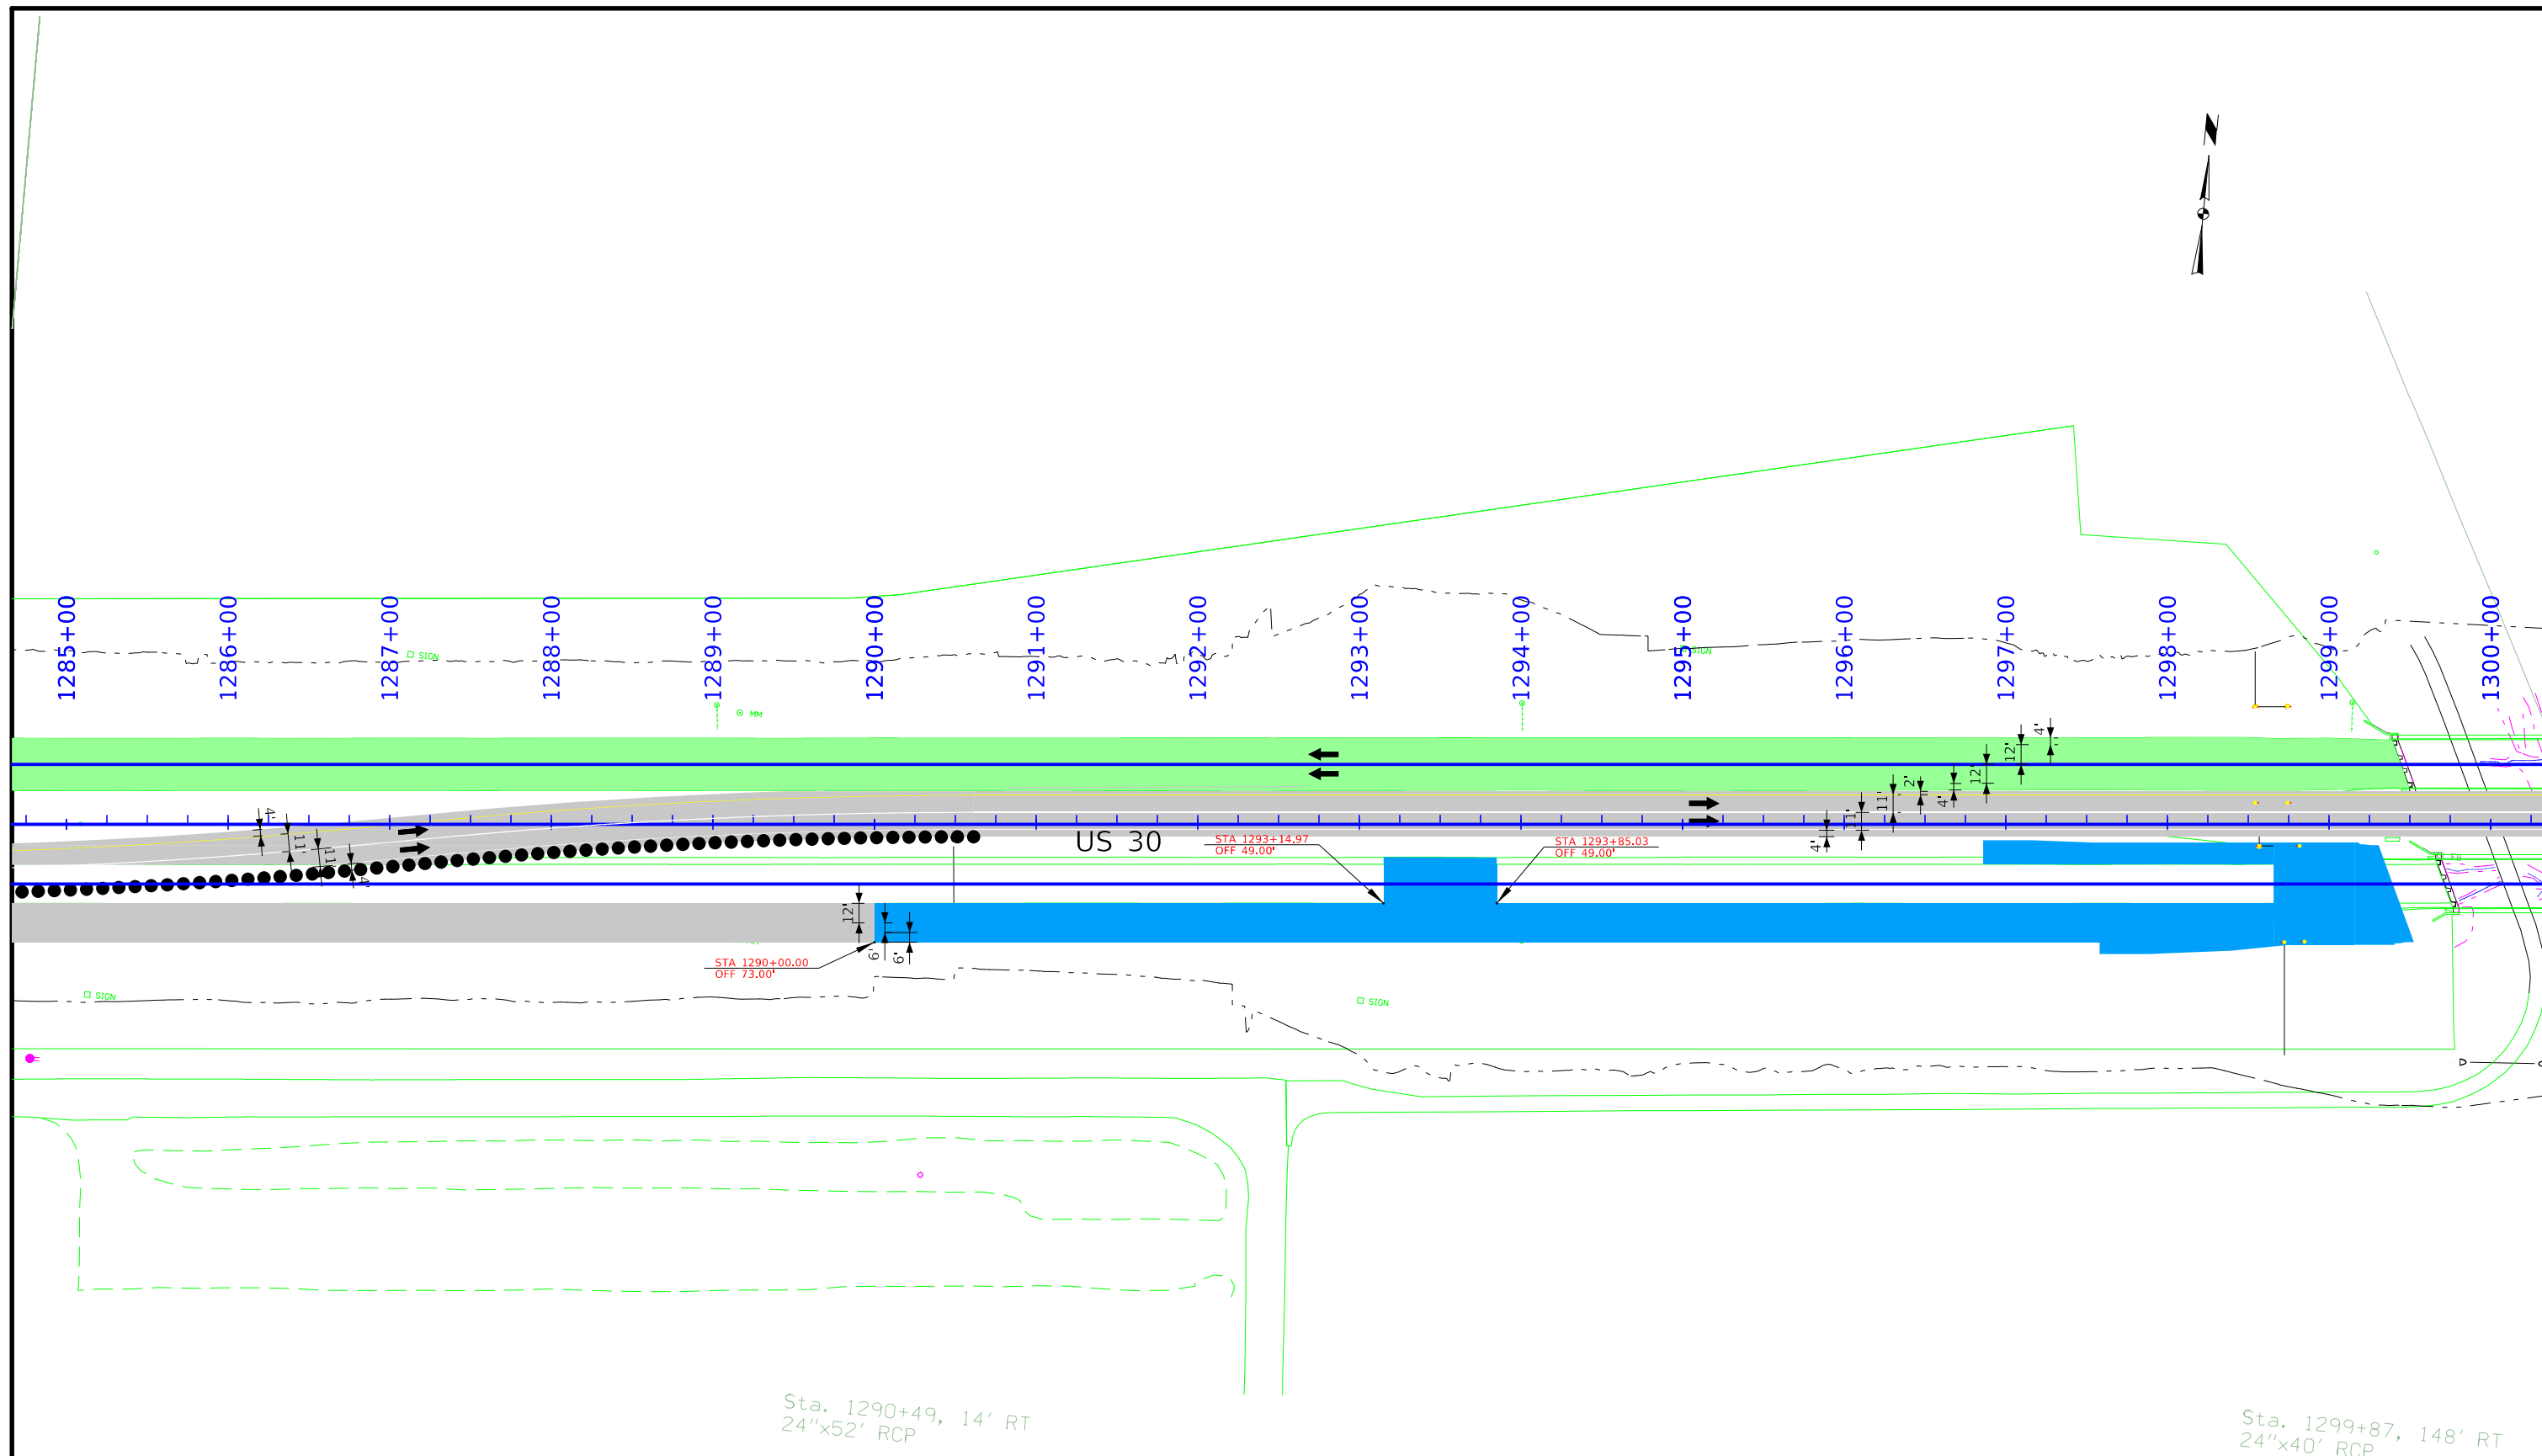 N
1285+00
1286+00
1287+00
1288+00
1289+00
1290+00
1291+00
1292+00
1293+00
1294+00
1295+00
1296+00
1297+00
1298+00
1299+00
1300+00
SIGN
SIGN
MM
4'
12'
12'
4'
2'
11'
11'
4'
4'
11'
11'
4'
US 30
STA 1293+14.97
OFF 49.00'
STA 1293+85.03
OFF 49.00'
12'
6'
6'
STA 1290+00.00
OFF 73.00'
SIGN
SIGN
Sta. 1290+49, 14' RT
24"x52' RCP
Sta. 1299+87, 148' RT
24"x40' RCP